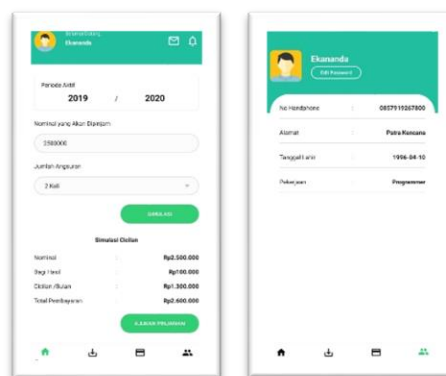 Ekananda
Periode Aktif
2019 / 2020
Nominal yang Akan Dipinjam
2500000
Jumlah Angsuran
2 Kali
SIMULASI
Simulasi Cicilan
Nominal : Rp2.500.000
Bagi Hasil : Rp100.000
Cicilan /Bulan : Rp1.300.000
Total Pembayaran : Rp2.600.000
AJUKAN PINJAMAN
Ekananda
Edit Password
No Handphone : 0857919267800
Alamat : Patra Kencana
Tanggal Lahir : 1996-04-10
Pekerjaan : Programmer